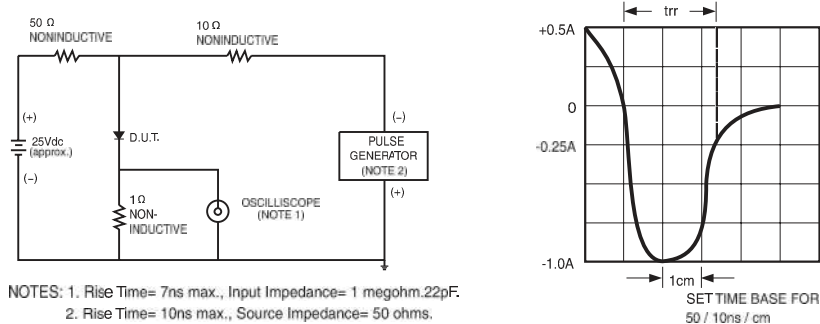 50 Ω
NONINDUCTIVE
10 Ω
NONINDUCTIVE
(+)
25Vdc
(approx.)
(−)
D.U.T.
1 Ω
NON-
INDUCTIVE
OSCILLISCOPE
(NOTE 1)
(−)
PULSE
GENERATOR
(NOTE 2)
(+)
trr
+0.5A
0
-0.25A
-1.0A
1cm
SET TIME BASE FOR
50 / 10ns / cm
NOTES: 1. Rise Time= 7ns max., Input Impedance= 1 megohm.22pF.
2. Rise Time= 10ns max., Source Impedance= 50 ohms.